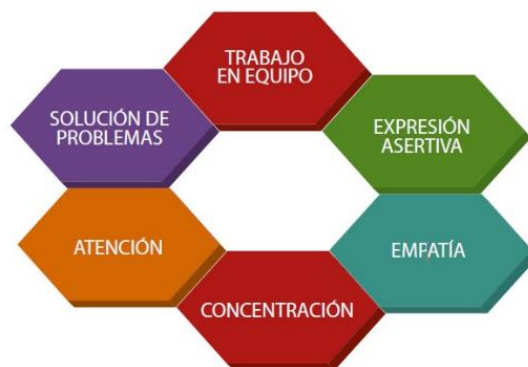 TRABAJO
EN EQUIPO
SOLUCIÓN DE
PROBLEMAS
EXPRESIÓN
ASERTIVA
ATENCIÓN
EMPATÍA
CONCENTRACIÓN